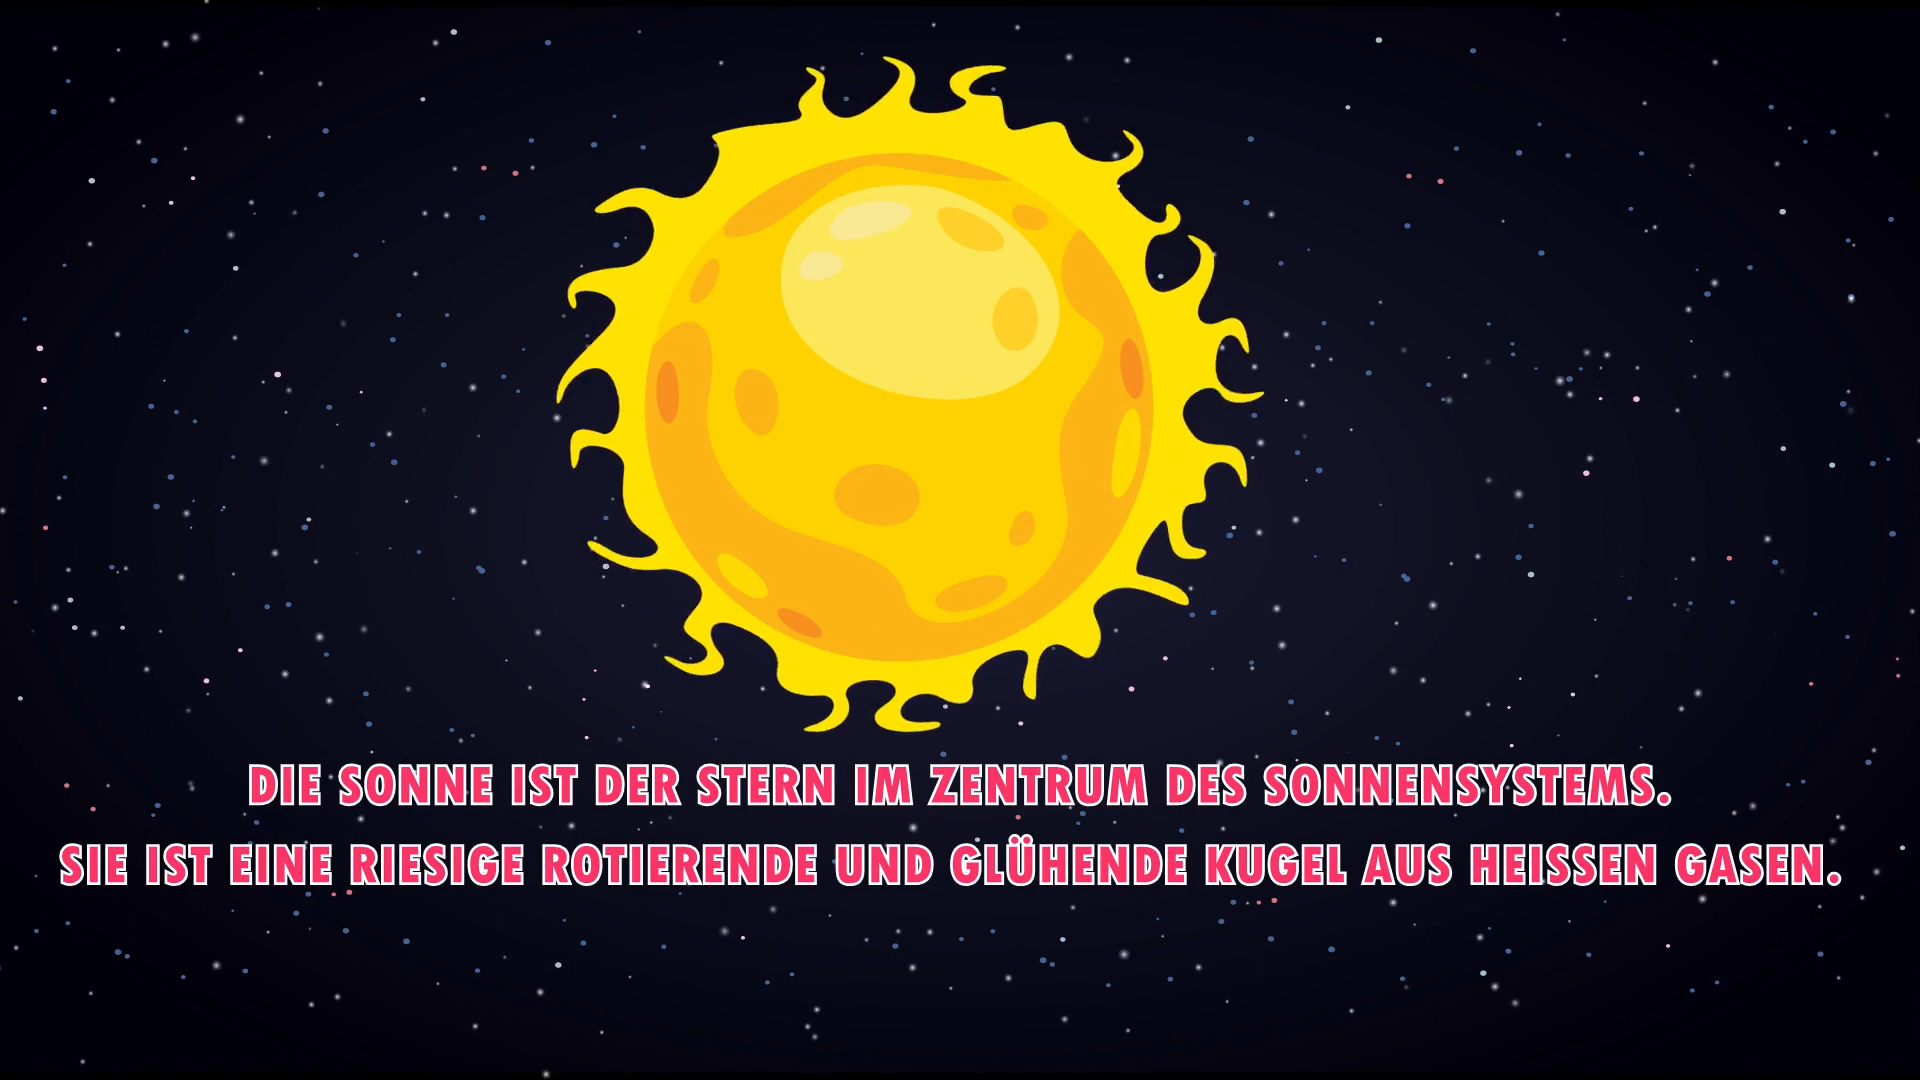 DIE SONNE IST DER STERN IM ZENTRUM DES SONNENSYSTEMS.
SIE IST EINE RIESIGE ROTIERENDE UND GLÜHENDE KUGEL AUS HEISSEN GASEN.